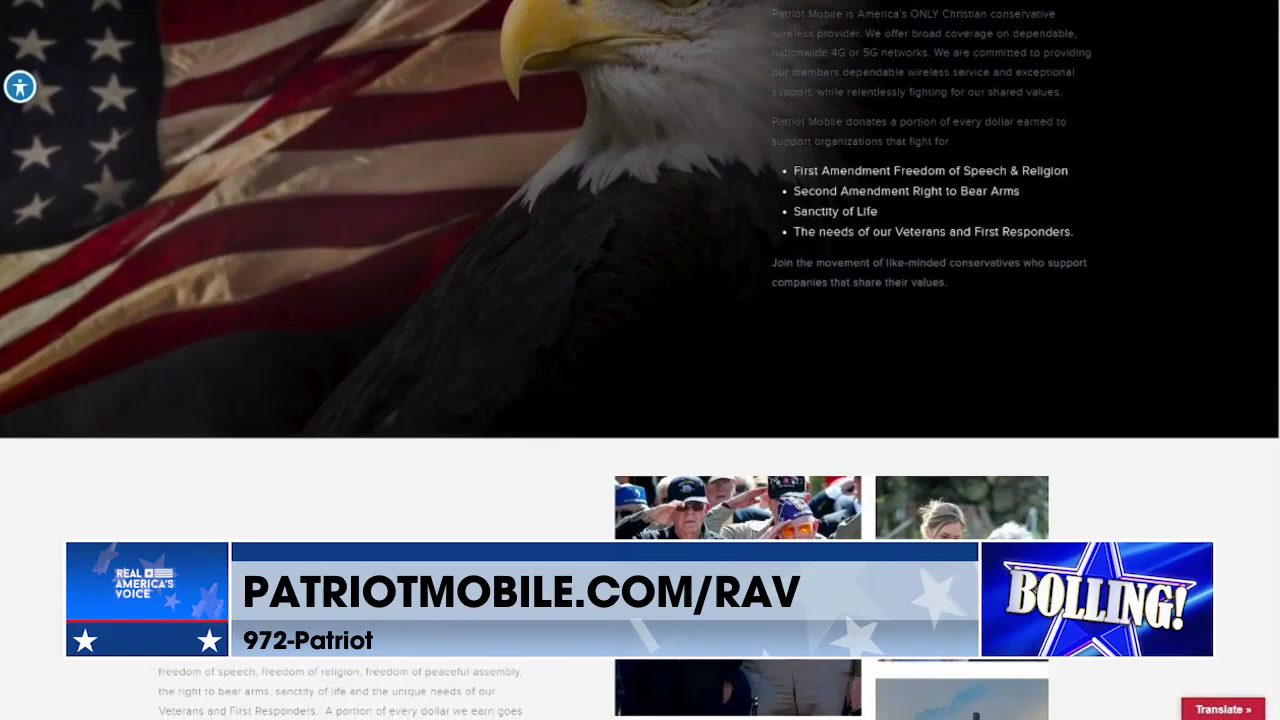 Patriot Mobile is America's ONLY Christian conservative
wireless provider. We offer broad coverage on dependable,
nationwide 4G or 5G networks. We are committed to providing
our members dependable wireless service and exceptional
support, while relentlessly fighting for our shared values.
Patriot Mobile donates a portion of every dollar earned to
support organizations that fight for
• First Amendment Freedom of Speech & Religion
• Second Amendment Right to Bear Arms
• Sanctity of Life
• The needs of our Veterans and First Responders.
Join the movement of like-minded conservatives who support
companies that share their values.
REAL
AMERICA'S
VOICE
PATRIOTMOBILE.COM/RAV
972-Patriot
BOLLING!
freedom of speech, freedom of religion, freedom of peaceful assembly,
the right to bear arms, sanctity of life and the unique needs of our
Veterans and First Responders. A portion of every dollar we earn goes
Translate »